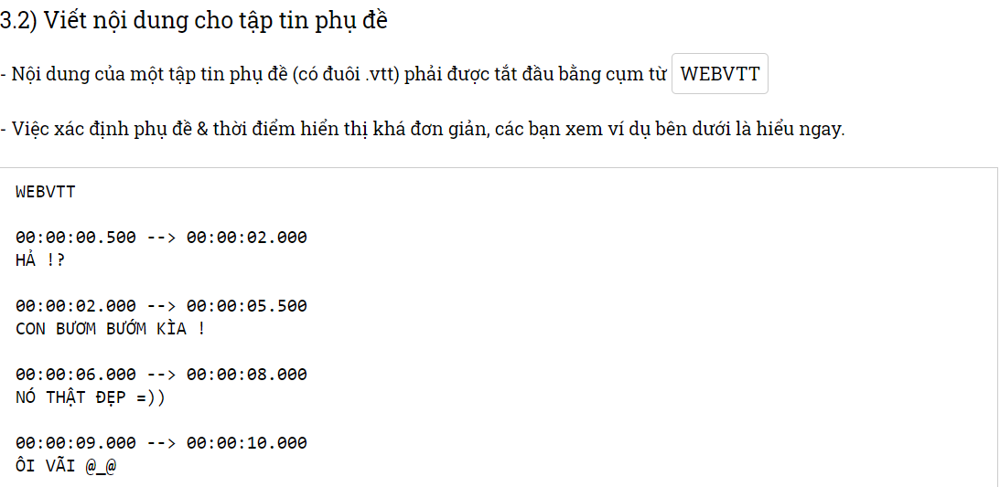 3.2) Viết nội dung cho tập tin phụ đề
- Nội dung của một tập tin phụ đề (có đuôi .vtt) phải được tắt đầu bằng cụm từ WEBVTT
- Việc xác định phụ đề & thời điểm hiển thị khá đơn giản, các bạn xem ví dụ bên dưới là hiểu ngay.
WEBVTT
00:00:00.500 --> 00:00:02.000
HẢ !?
00:00:02.000 --> 00:00:05.500
CON BƯƠM BƯỚM KÌA !
00:00:06.000 --> 00:00:08.000
NÓ THẬT ĐẸP =))
00:00:09.000 --> 00:00:10.000
ÔI VÃI @_@